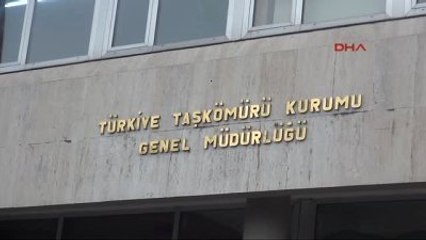 DHA
TÜRKİYE TAŞKÖMÜRÜ KURUMU
GENEL MÜDÜRLÜĞÜ